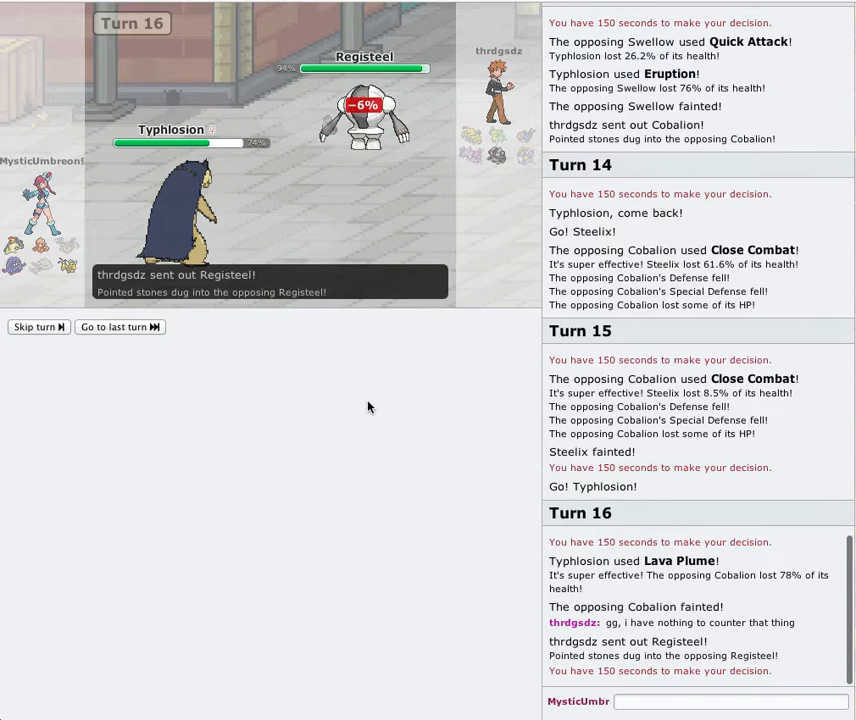 Turn 16
Registeel
94%
−6%
thrdgsdz
Typhlosion ♀
74%
MysticUmbreon9
thrdgsdz sent out Registeel!
Pointed stones dug into the opposing Registeel!
Skip turn
Go to last turn
You have 150 seconds to make your decision.
The opposing Swellow used Quick Attack!
Typhlosion lost 26.2% of its health!
Typhlosion used Eruption!
The opposing Swellow lost 76% of its health!
The opposing Swellow fainted!
thrdgsdz sent out Cobalion!
Pointed stones dug into the opposing Cobalion!
Turn 14
You have 150 seconds to make your decision.
Typhlosion, come back!
Go! Steelix!
The opposing Cobalion used Close Combat!
It's super effective! Steelix lost 61.6% of its health!
The opposing Cobalion's Defense fell!
The opposing Cobalion's Special Defense fell!
The opposing Cobalion lost some of its HP!
Turn 15
You have 150 seconds to make your decision.
The opposing Cobalion used Close Combat!
It's super effective! Steelix lost 8.5% of its health!
The opposing Cobalion's Defense fell!
The opposing Cobalion's Special Defense fell!
The opposing Cobalion lost some of its HP!
Steelix fainted!
You have 150 seconds to make your decision.
Go! Typhlosion!
Turn 16
You have 150 seconds to make your decision.
Typhlosion used Lava Plume!
It's super effective! The opposing Cobalion lost 78% of its
health!
The opposing Cobalion fainted!
thrdgsdz: gg, i have nothing to counter that thing
thrdgsdz sent out Registeel!
Pointed stones dug into the opposing Registeel!
You have 150 seconds to make your decision.
MysticUmbr